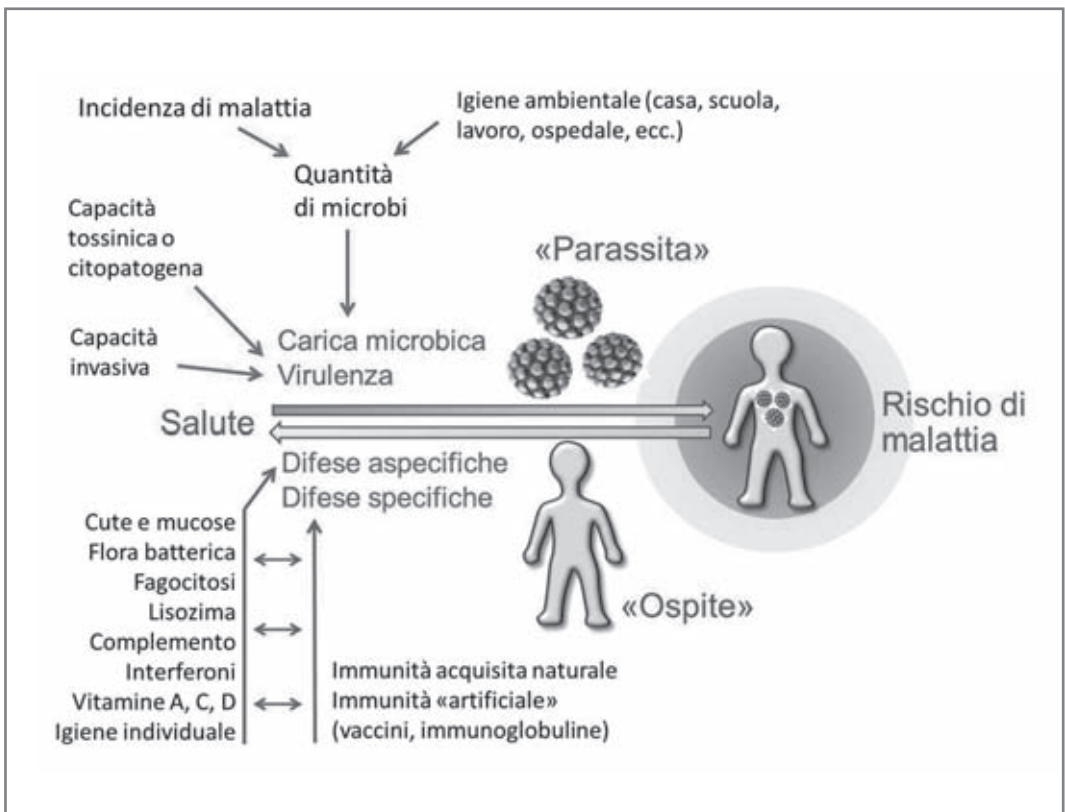 Incidenza di malattia
Igiene ambientale (casa, scuola,
lavoro, ospedale, ecc.)
Quantità
di microbi
Capacità
tossinica o
citopatogena
«Parassita»
Capacità
invasiva
Carica microbica
Virulenza
Salute
Rischio di
malattia
Difese aspecifiche
Difese specifiche
Cute e mucose
Flora batterica
Fagocitosi
Lisozima
Complemento
Interferoni
Vitamine A, C, D
Igiene individuale
«Ospite»
Immunità acquisita naturale
Immunità «artificiale»
(vaccini, immunoglobuline)